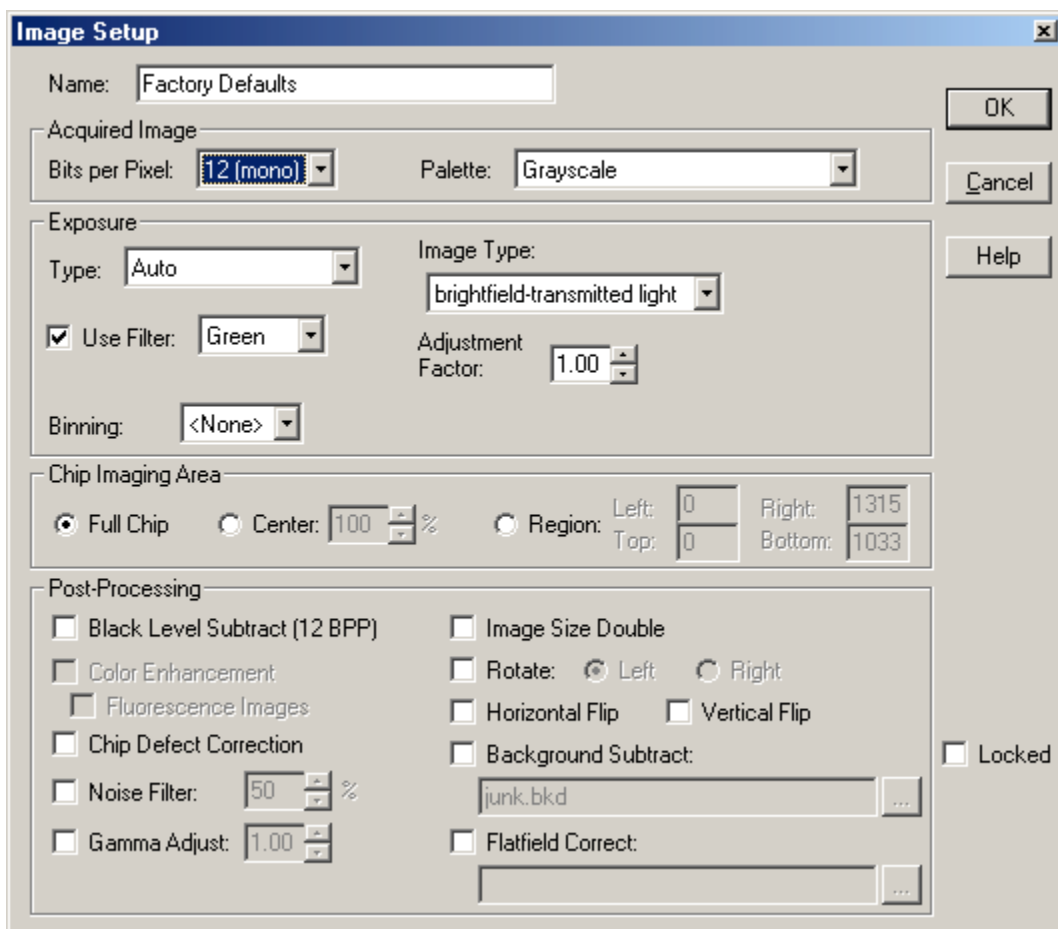 Image Setup
Name: Factory Defaults
OK
Acquired Image
Bits per Pixel: 12 (mono) Palette: Grayscale
Cancel
Exposure
Type: Auto Image Type:
brightfield-transmitted light
Help
Use Filter: Green Adjustment Factor: 1.00
Binning: <None>
Chip Imaging Area
Full Chip Center: 100 % Region: Left: 0 Right: 1315
Top: 0 Bottom: 1033
Post-Processing
Black Level Subtract (12 BPP) Image Size Double
Color Enhancement Rotate: Left Right
Fluorescence Images Horizontal Flip Vertical Flip
Chip Defect Correction Background Subtract: Locked
Noise Filter: 50 % junk.bkd ...
Gamma Adjust: 1.00 Flatfield Correct:
...